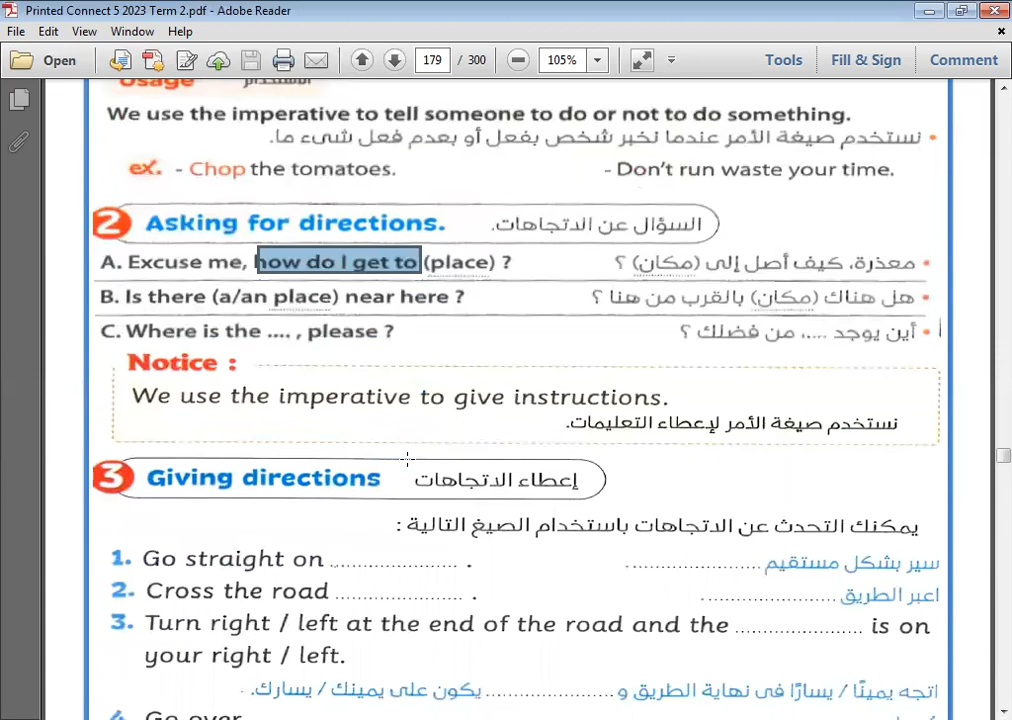 Printed Connect 5 2023 Term 2.pdf - Adobe Reader
File Edit View Window Help
Open 179 / 300 105% Tools Fill & Sign Comment
Usage الاستخدام
We use the imperative to tell someone to do or not to do something.
• نستخدم صيغة الأمر عندما نخبر شخص بفعل أو بعدم فعل شىء ما.
ex. - Chop the tomatoes. - Don't run waste your time.
2 Asking for directions. السؤال عن الاتجاهات.
A. Excuse me, how do I get to (place) ? • معذرة، كيف أصل إلى (مكان) ؟
B. Is there (a/an place) near here ? • هل هناك (مكان) بالقرب من هنا ؟
C. Where is the .... , please ? • أين يوجد ....، من فضلك ؟
Notice :
We use the imperative to give instructions.
نستخدم صيغة الأمر لإعطاء التعليمات.
3 Giving directions إعطاء الاتجاهات
يمكنك التحدث عن الاتجاهات باستخدام الصيغ التالية :
1. Go straight on ..................... . سير بشكل مستقيم .....................
2. Cross the road ..................... . اعبر الطريق .....................
3. Turn right / left at the end of the road and the ..................... is on
your right / left.
اتجه يمينًا / يسارًا فى نهاية الطريق و ..................... يكون على يمينك / يسارك.
4. Go over